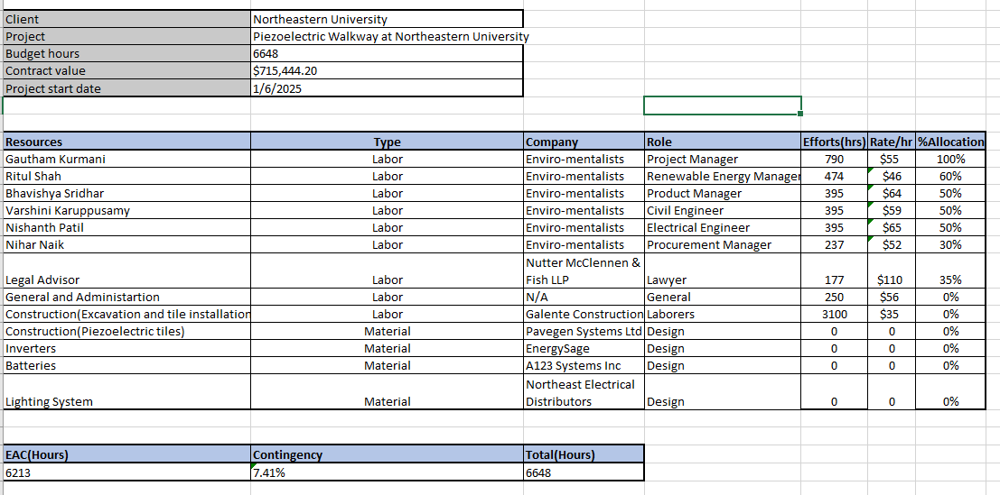 Client Northeastern University
Project Piezoelectric Walkway at Northeastern University
Budget hours 6648
Contract value $715,444.20
Project start date 1/6/2025
Resources Type Company Role Efforts(hrs) Rate/hr %Allocation
Gautham Kurmani Labor Enviro-mentalists Project Manager 790 $55 100%
Ritul Shah Labor Enviro-mentalists Renewable Energy Manager 474 $46 60%
Bhavishya Sridhar Labor Enviro-mentalists Product Manager 395 $64 50%
Varshini Karuppusamy Labor Enviro-mentalists Civil Engineer 395 $59 50%
Nishanth Patil Labor Enviro-mentalists Electrical Engineer 395 $65 50%
Nihar Naik Labor Enviro-mentalists Procurement Manager 237 $52 30%
Nutter McClennen &
Legal Advisor Labor Fish LLP Lawyer 177 $110 35%
General and Administartion Labor N/A General 250 $56 0%
Construction(Excavation and tile installation Labor Galente Construction Laborers 3100 $35 0%
Construction(Piezoelectric tiles) Material Pavegen Systems Ltd Design 0 0 0%
Inverters Material EnergySage Design 0 0 0%
Batteries Material A123 Systems Inc Design 0 0 0%
Northeast Electrical
Lighting System Material Distributors Design 0 0 0%
EAC(Hours) Contingency Total(Hours)
6213 7.41% 6648